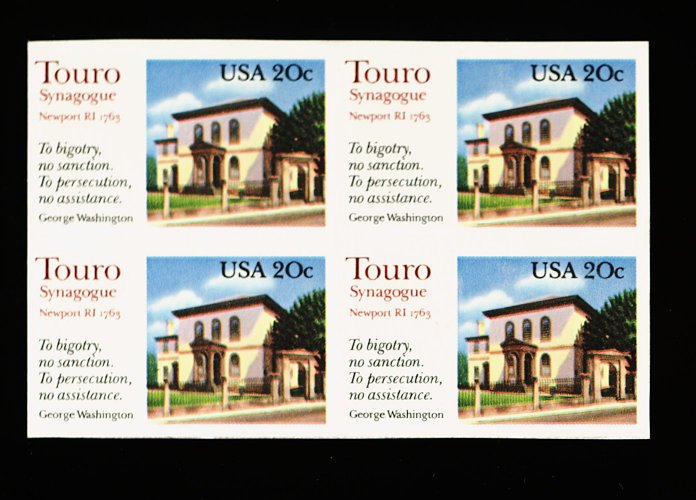 Touro
Synagogue
Newport RI 1763
To bigotry,
no sanction.
To persecution,
no assistance.
George Washington
USA 20c
Touro
Synagogue
Newport RI 1763
To bigotry,
no sanction.
To persecution,
no assistance.
George Washington
USA 20c
Touro
Synagogue
Newport RI 1763
To bigotry,
no sanction.
To persecution,
no assistance.
George Washington
USA 20c
Touro
Synagogue
Newport RI 1763
To bigotry,
no sanction.
To persecution,
no assistance.
George Washington
USA 20c